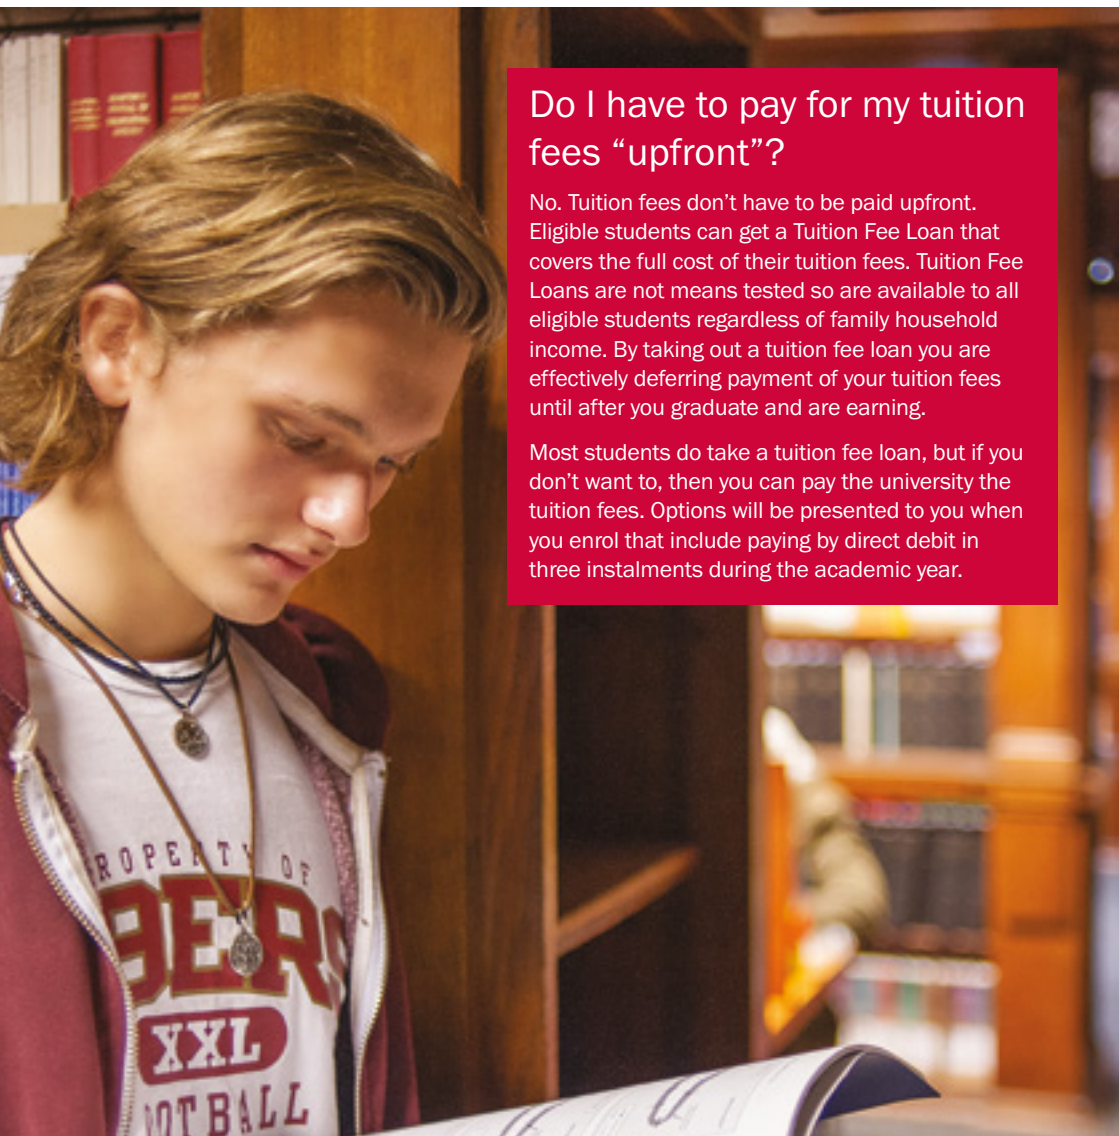 Do I have to pay for my tuition
fees “upfront”?
No. Tuition fees don’t have to be paid upfront.
Eligible students can get a Tuition Fee Loan that
covers the full cost of their tuition fees. Tuition Fee
Loans are not means tested so are available to all
eligible students regardless of family household
income. By taking out a tuition fee loan you are
effectively deferring payment of your tuition fees
until after you graduate and are earning.
Most students do take a tuition fee loan, but if you
don’t want to, then you can pay the university the
tuition fees. Options will be presented to you when
you enrol that include paying by direct debit in
three instalments during the academic year.
ROPERTY OF
9ERS
XXL
OOTBALL